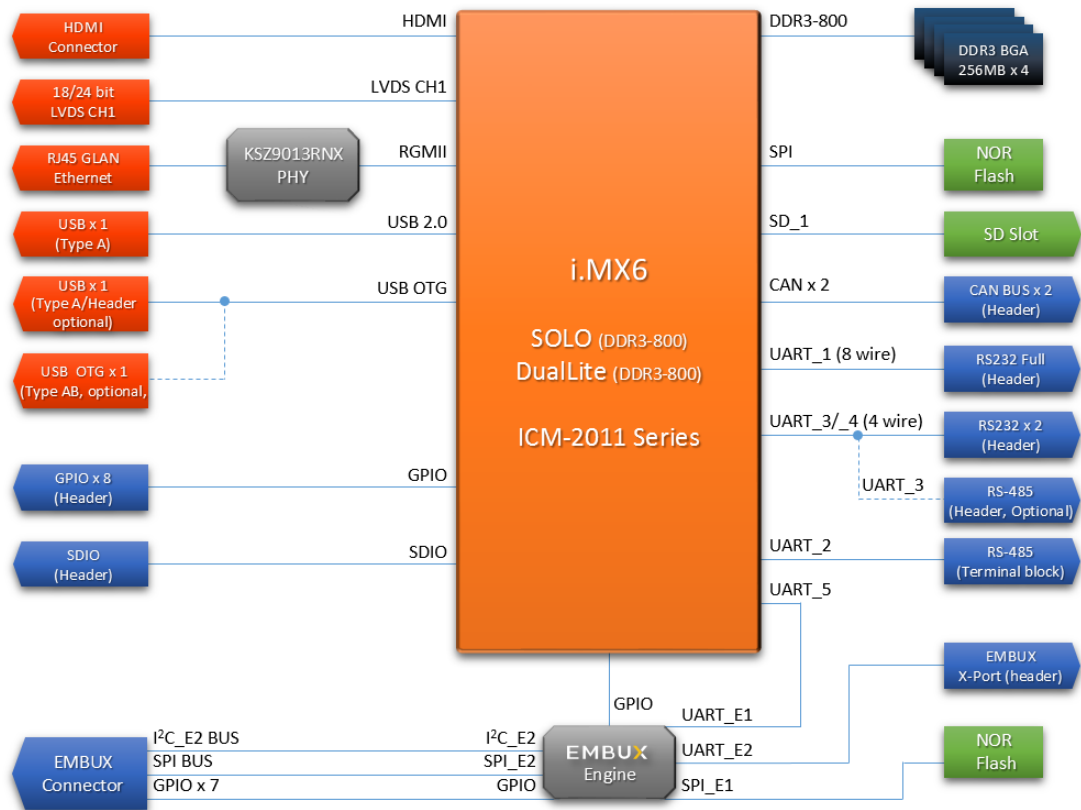 HDMI
Connector
18/24 bit
LVDS CH1
RJ45 GLAN
Ethernet
KSZ9013RNX
PHY
USB x 1
(Type A)
USB x 1
(Type A/Header
optional)
USB OTG x 1
(Type AB, optional,
GPIO x 8
(Header)
SDIO
(Header)
HDMI
LVDS CH1
RGMII
USB 2.0
USB OTG
GPIO
SDIO
i.MX6
SOLO (DDR3-800)
DualLite (DDR3-800)
ICM-2011 Series
DDR3-800
SPI
SD_1
CAN x 2
UART_1 (8 wire)
UART_3/_4 (4 wire)
UART_3
UART_2
UART_5
DDR3 BGA
256MB x 4
NOR
Flash
SD Slot
CAN BUS x 2
(Header)
RS232 Full
(Header)
RS232 x 2
(Header)
RS-485
(Header, Optional)
RS-485
(Terminal block)
EMBUX
X-Port (header)
NOR
Flash
EMBUX
Connector
I²C_E2 BUS
SPI BUS
GPIO x 7
I²C_E2
SPI_E2
GPIO
GPIO
EMBUX
Engine
UART_E1
UART_E2
SPI_E1